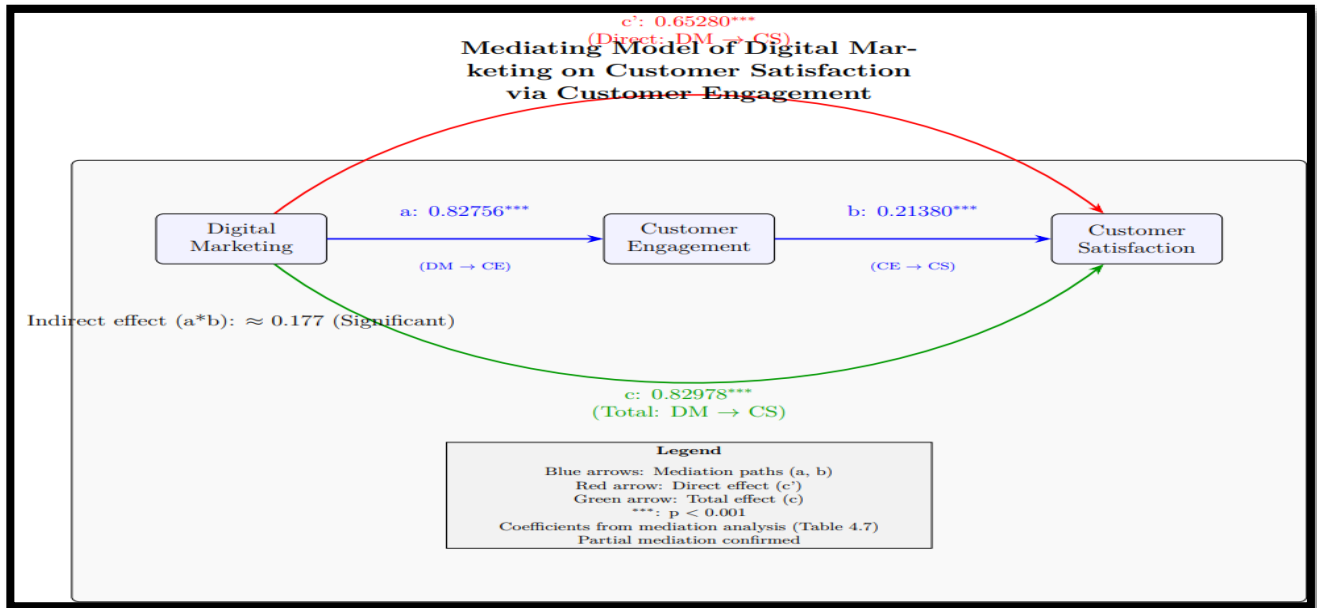 c’: 0.65280***
(Direct: DM → CS)
Mediating Model of Digital Mar-
keting on Customer Satisfaction
via Customer Engagement
Digital
Marketing
a: 0.82756***
(DM → CE)
Customer
Engagement
b: 0.21380***
(CE → CS)
Customer
Satisfaction
Indirect effect (a*b): ≈ 0.177 (Significant)
c: 0.82978***
(Total: DM → CS)
Legend
Blue arrows: Mediation paths (a, b)
Red arrow: Direct effect (c’)
Green arrow: Total effect (c)
***: p < 0.001
Coefficients from mediation analysis (Table 4.7)
Partial mediation confirmed